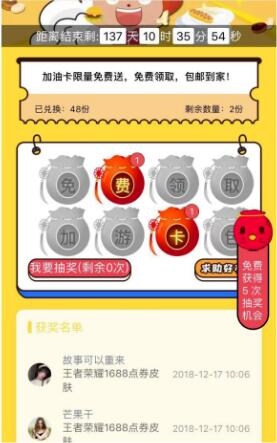 距离结束剩: 137 天 10 时 35 分 54 秒
加油卡限量免费送，免费领取，包邮到家！
已兑换：48份 剩余数量：2份
免 费 1 领 取
加 游 卡 1 包
我要抽奖(剩余0次) 求助好
免费
获得
5 次
抽奖
机会
获奖名单
故事可以重来
王者荣耀1688点券皮
肤
2018-12-17 10:06
芒果干
王者荣耀1688点券皮
肤
2018-12-17 10:06